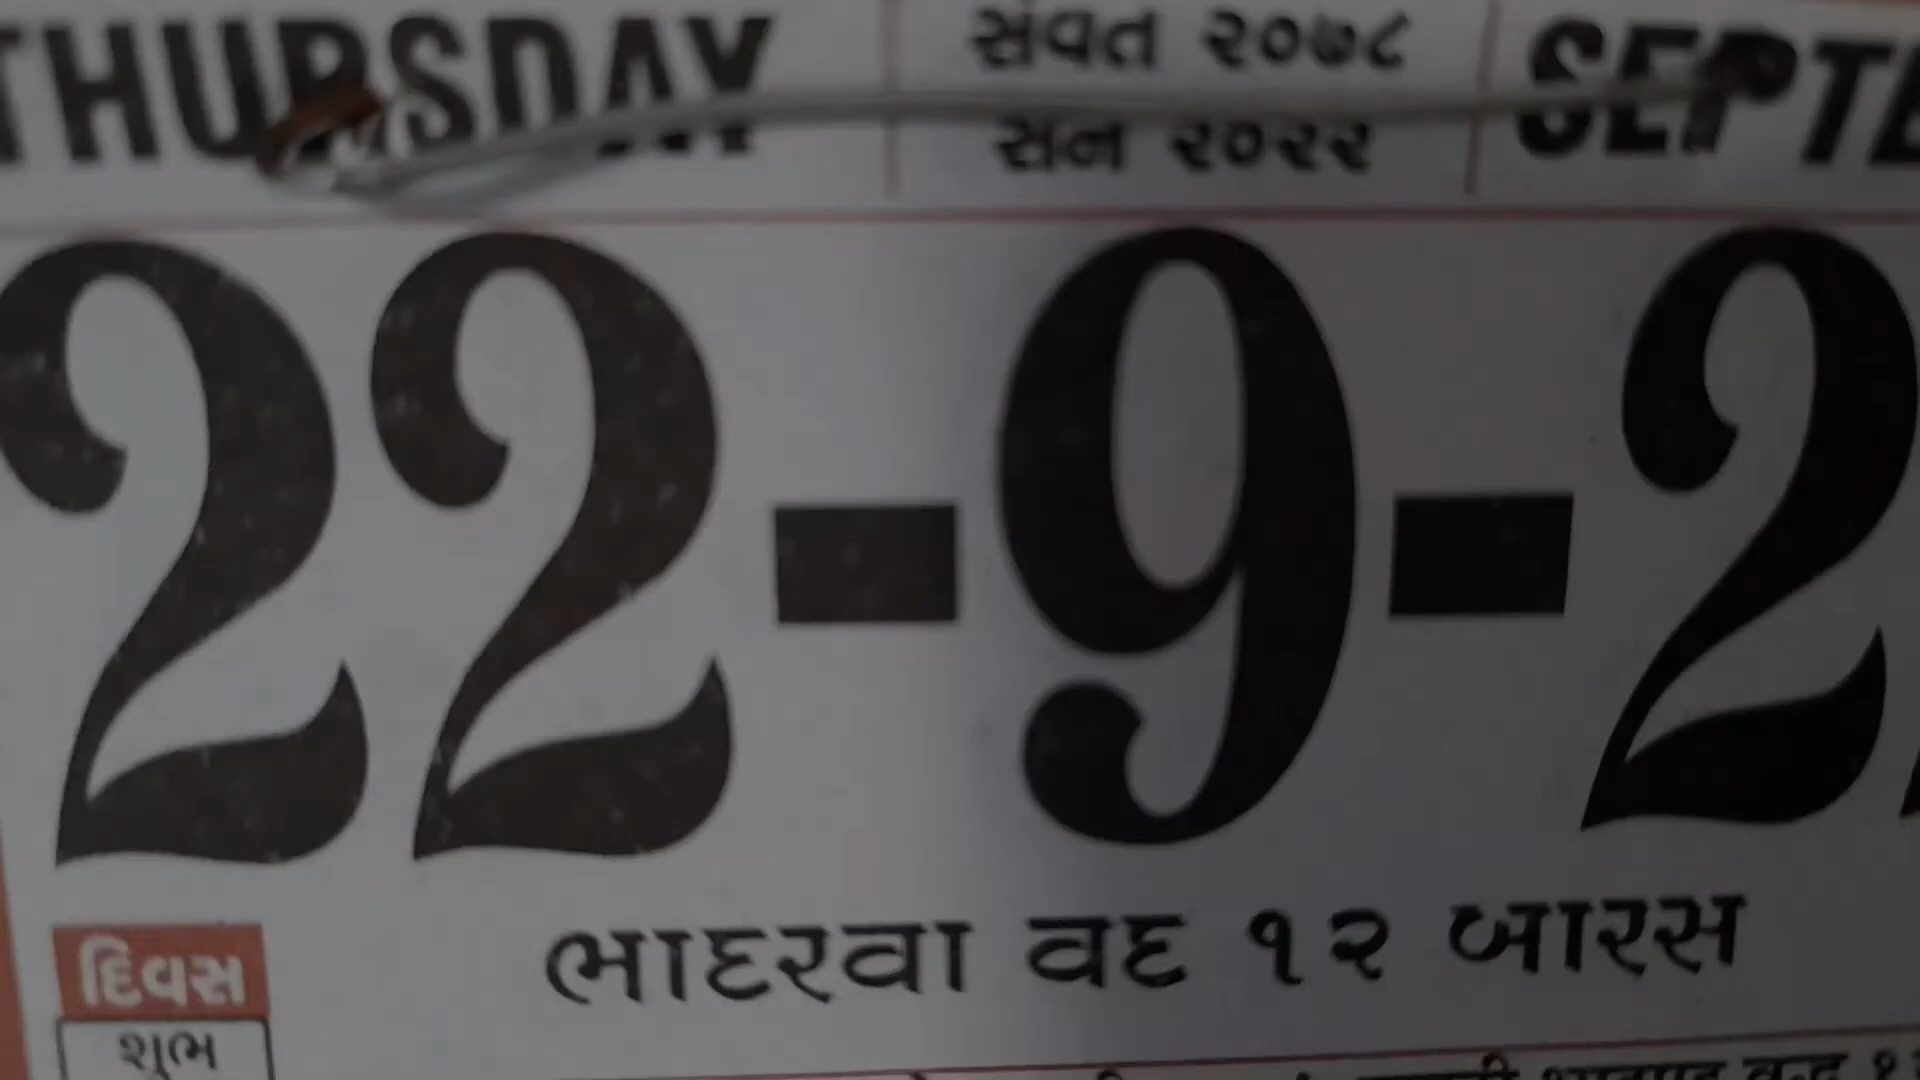 THURSDAY
સંવત ૨૦૭૮
સન ૨૦૨૨
SEPTE
22-9-2
ભાદરવા વદ ૧૨ બારસ
દિવસ
શુભ